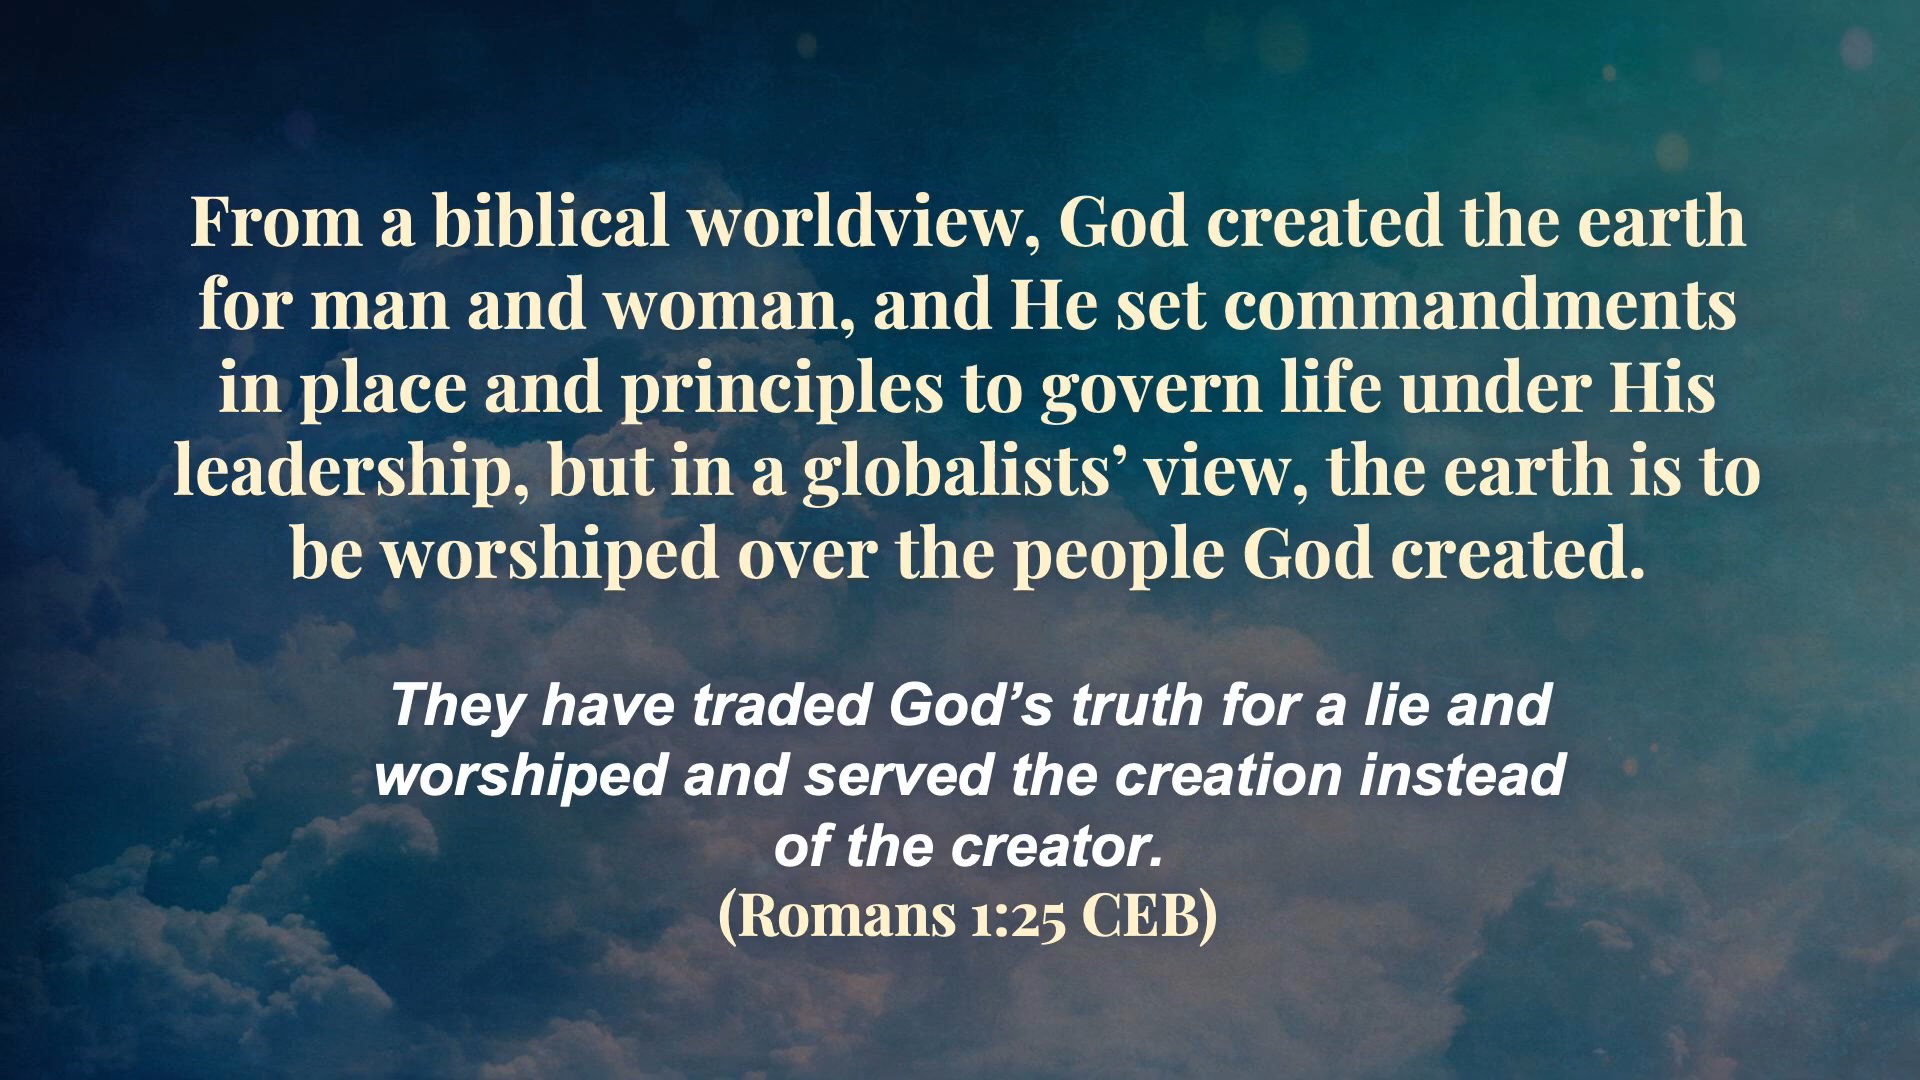 From a biblical worldview, God created the earth
for man and woman, and He set commandments
in place and principles to govern life under His
leadership, but in a globalists’ view, the earth is to
be worshiped over the people God created.
They have traded God’s truth for a lie and
worshiped and served the creation instead
of the creator.
(Romans 1:25 CEB)